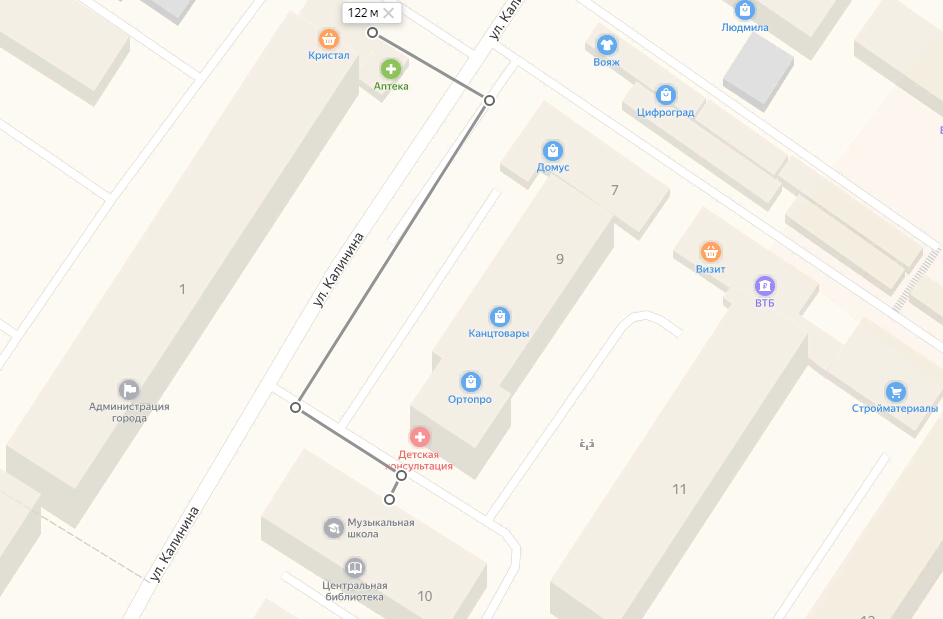 122 м
ул. Кали
Людмила
Кристал
Вояж
Аптека
Цифроград
Домус
7
ул. Калинина
9
Визит
ВТБ
1
Канцтовары
Администрация
города
Ортопро
Стройматериалы
Детская
консультация
11
ул. Калинина
Музыкальная
школа
Центральная
библиотека
10